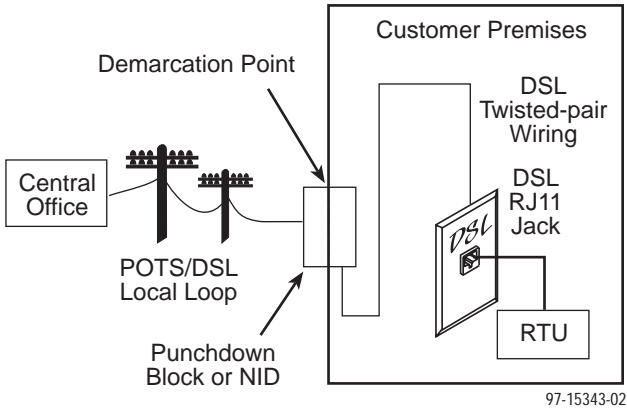 Customer Premises
Demarcation Point
DSL
Twisted-pair
Wiring
Central
Office
DSL
RJ11
Jack
DSL
POTS/DSL
Local Loop
RTU
Punchdown
Block or NID
97-15343-02